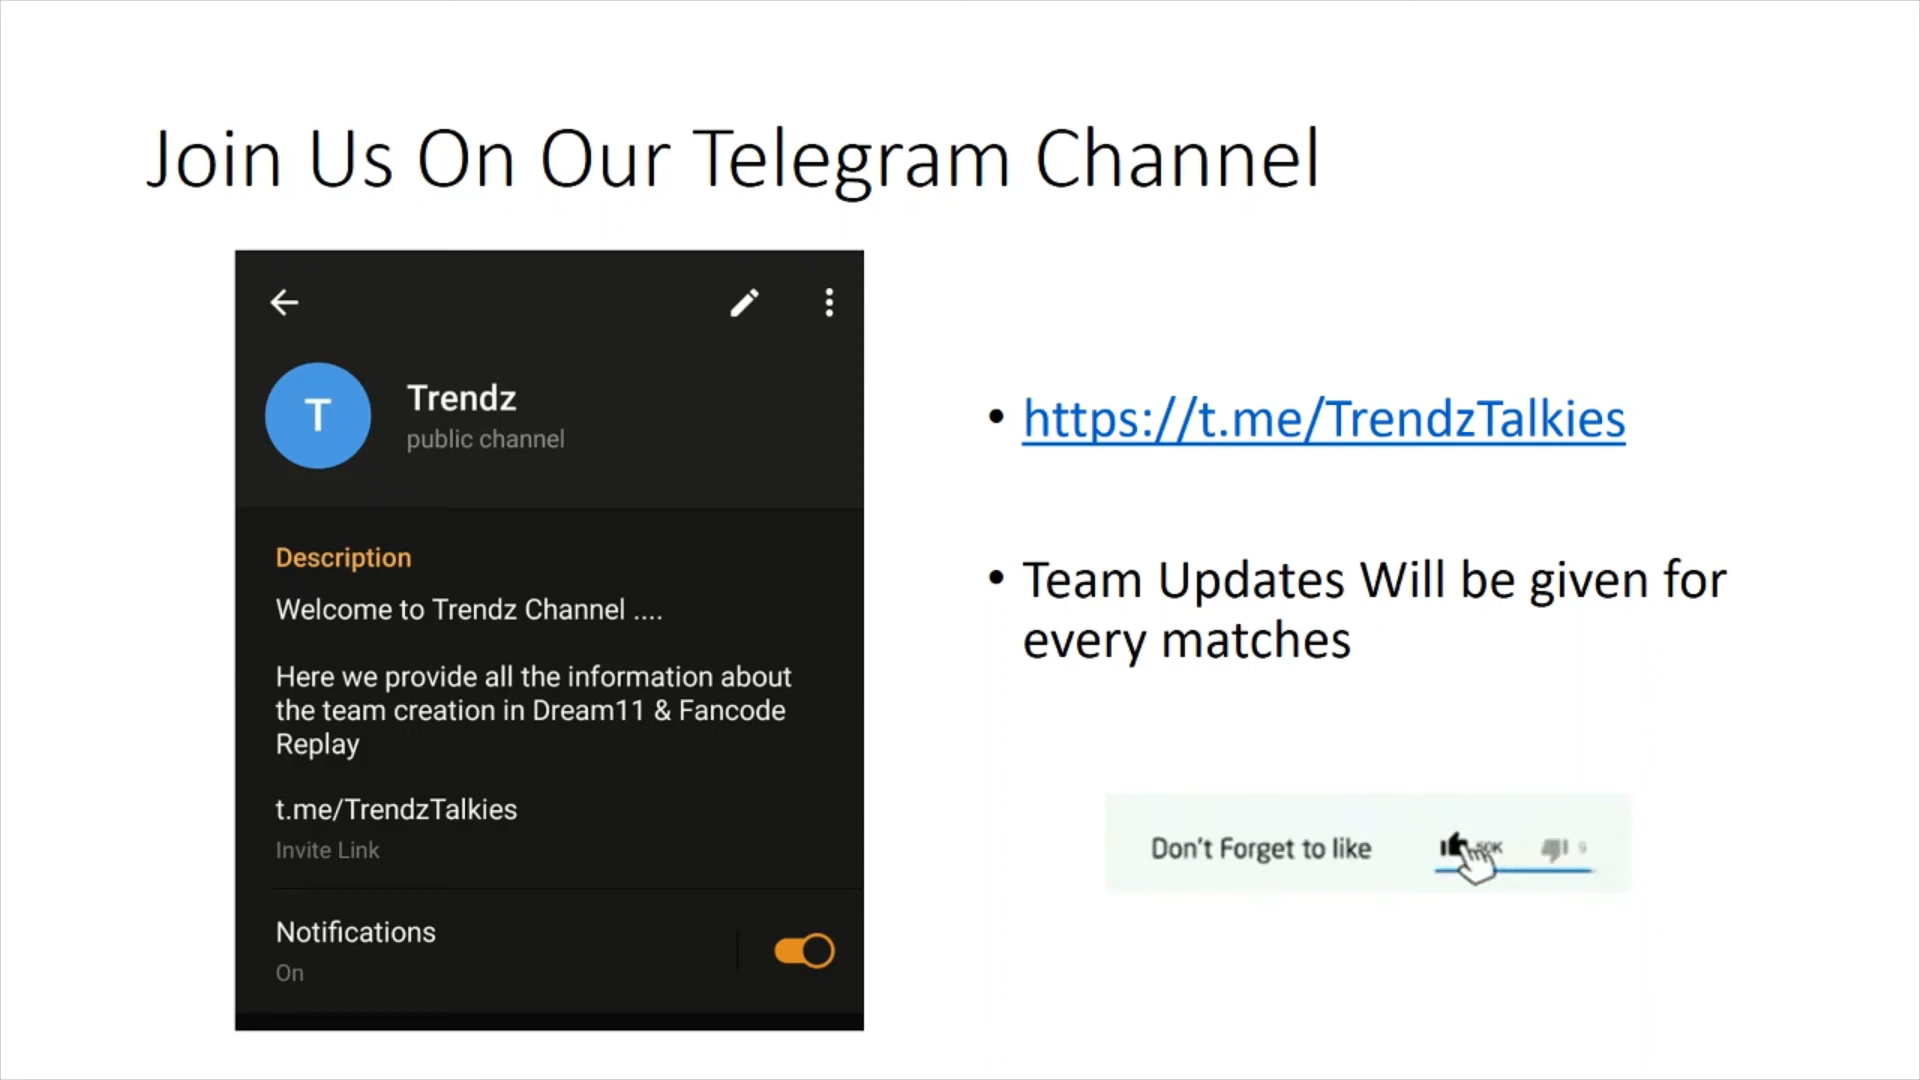 Join Us On Our Telegram Channel
T
Trendz
public channel
Description
Welcome to Trendz Channel ....
Here we provide all the information about
the team creation in Dream11 & Fancode
Replay
t.me/TrendzTalkies
Invite Link
Notifications
On
• https://t.me/TrendzTalkies
• Team Updates Will be given for
every matches
Don't Forget to like